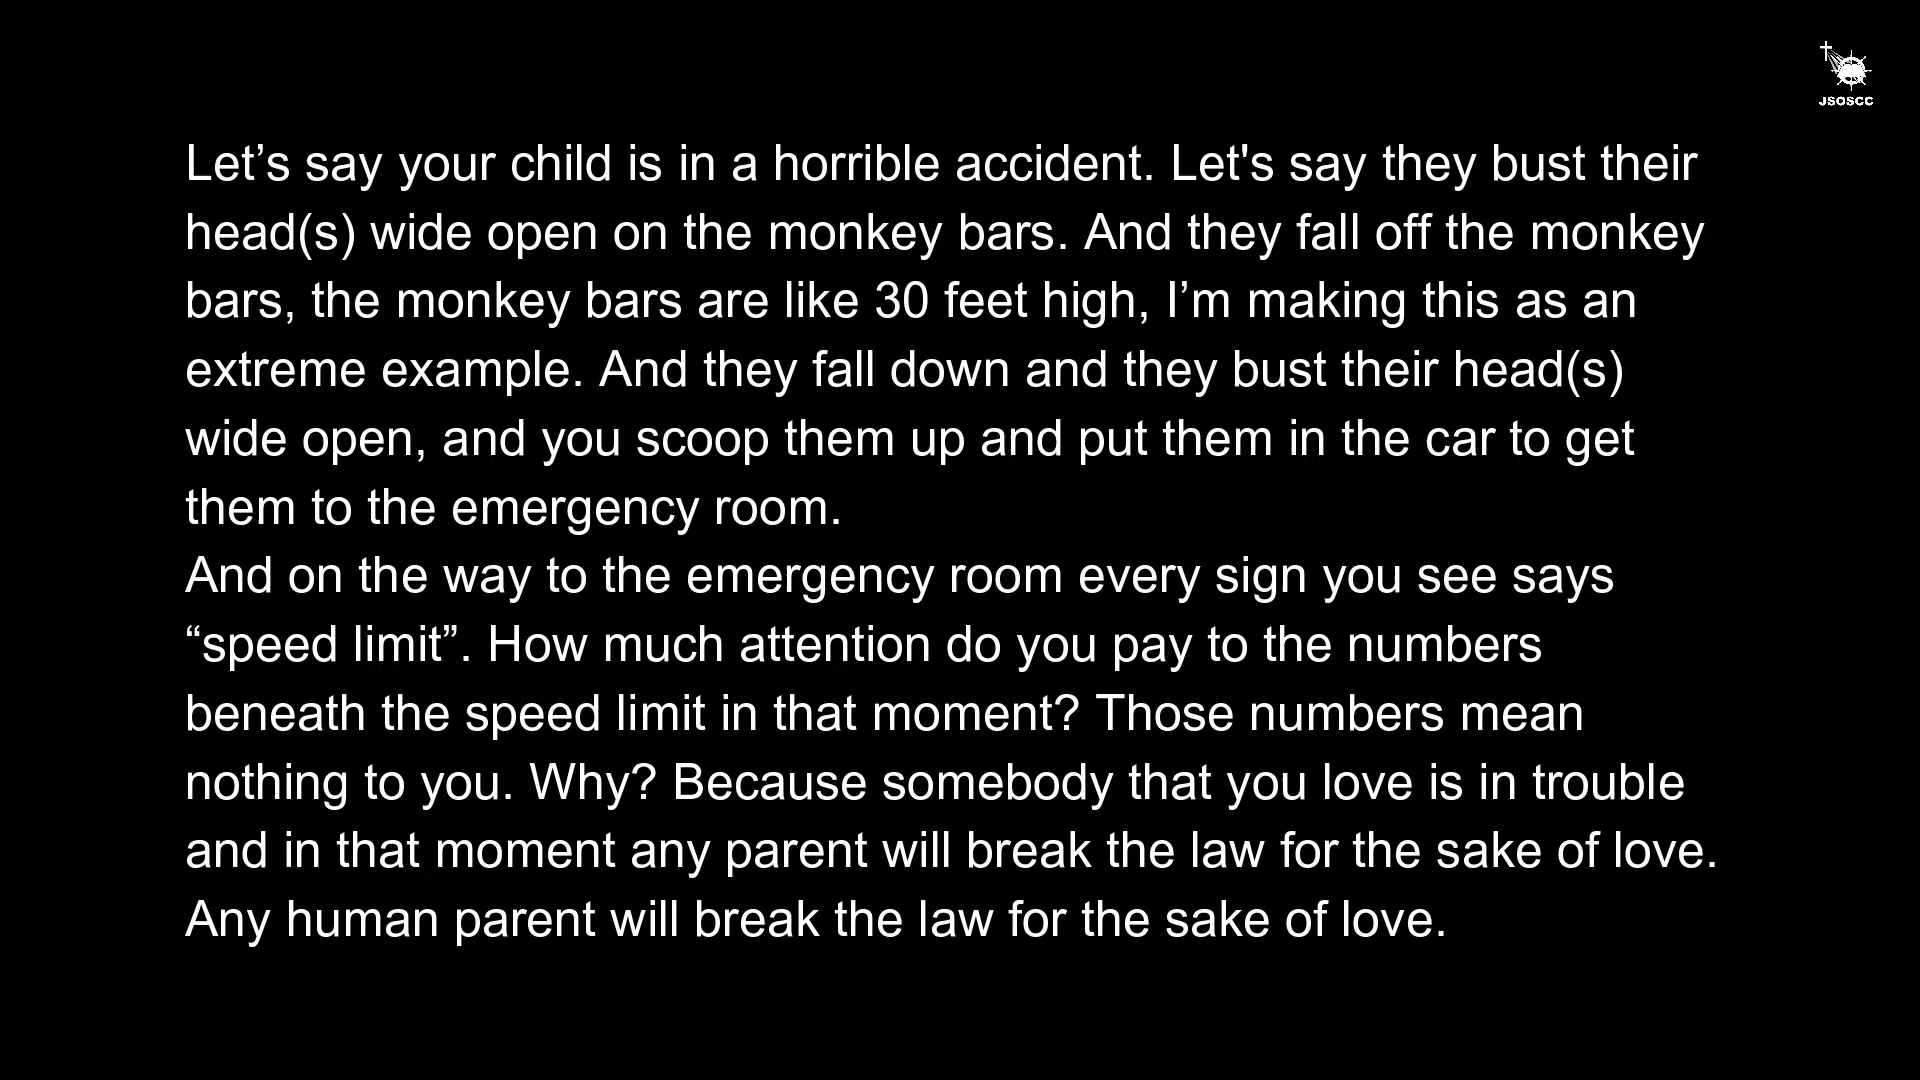 JSOSCC
Let’s say your child is in a horrible accident. Let's say they bust their
head(s) wide open on the monkey bars. And they fall off the monkey
bars, the monkey bars are like 30 feet high, I’m making this as an
extreme example. And they fall down and they bust their head(s)
wide open, and you scoop them up and put them in the car to get
them to the emergency room.
And on the way to the emergency room every sign you see says
“speed limit”. How much attention do you pay to the numbers
beneath the speed limit in that moment? Those numbers mean
nothing to you. Why? Because somebody that you love is in trouble
and in that moment any parent will break the law for the sake of love.
Any human parent will break the law for the sake of love.